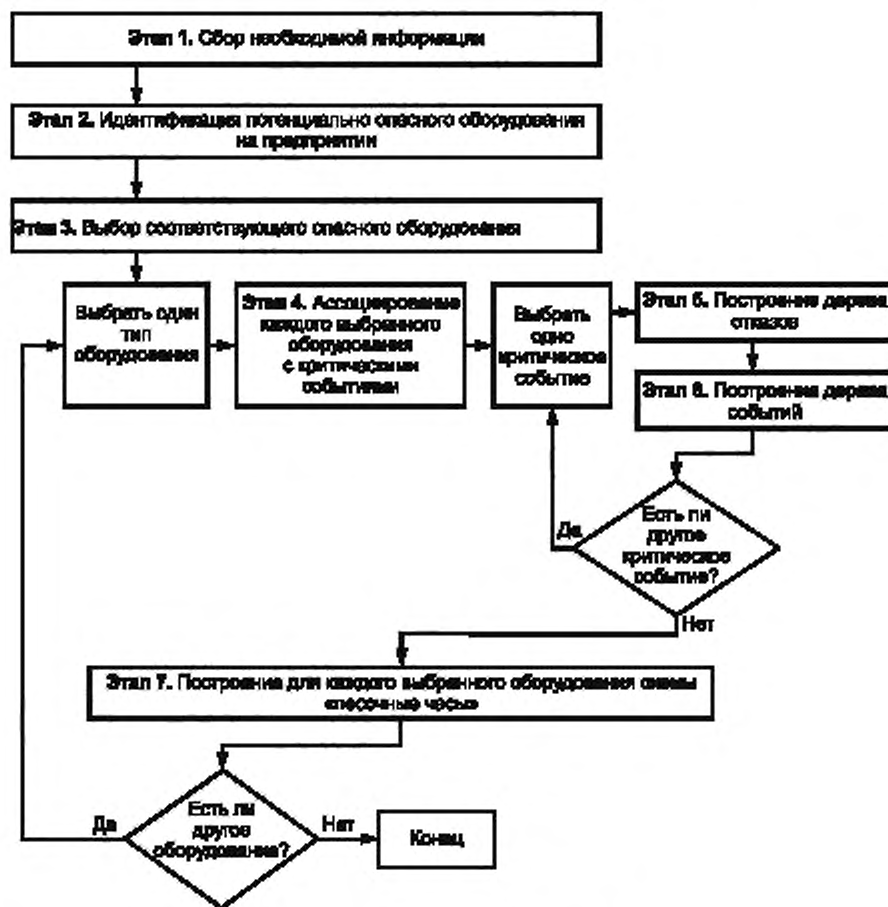 Этап 1. Сбор необходимой информации
Этап 2. Идентификация потенциально опасного оборудования
на предприятии
Этап 3. Выбор соответствующего опасного оборудования
Выбрать один
тип
оборудования
Этап 4. Ассоциирование
каждого выбранного
оборудования
с критическими
событиями
Выбрать
одно
критическое
событие
Этап 5. Построение дерева
отказов
Этап 6. Построение дерева
событий
Да
Есть ли
другое
критическое
событие?
Нет
Этап 7. Построение для каждого выбранного оборудования схемы
«песочные часы»
Да
Есть ли
другое
оборудование?
Нет
Конец